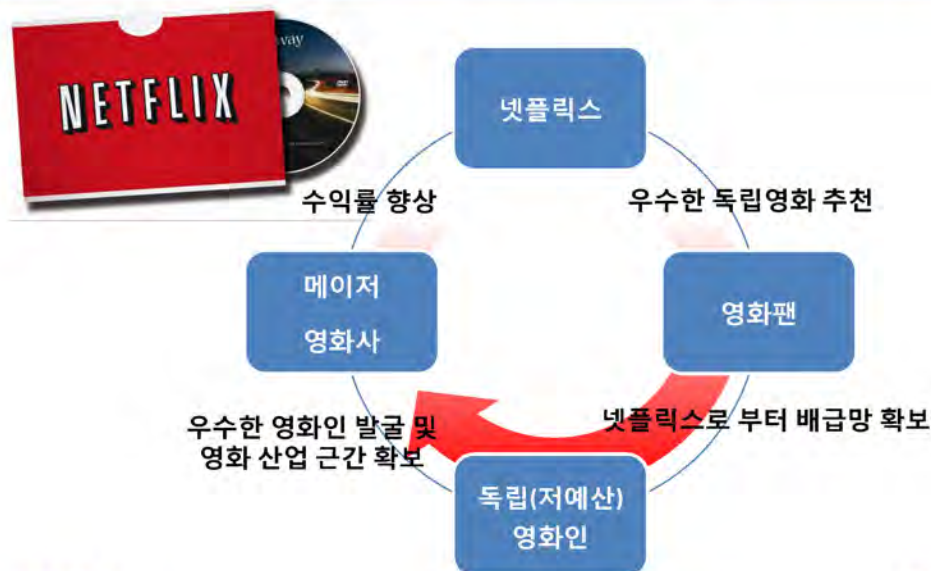 way
NETFLIX
넷플릭스
수익률 향상
우수한 독립영화 추천
메이저
영화사
영화팬
우수한 영화인 발굴 및
영화 산업 근간 확보
넷플릭스로 부터 배급망 확보
독립(저예산)
영화인